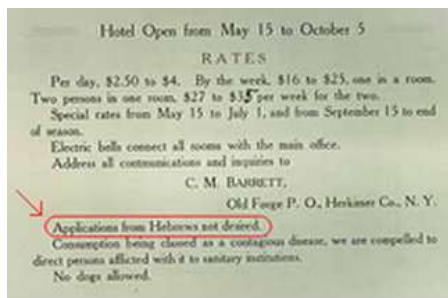 Hotel Open from May 15 to October 5
RATES
Per day, $2.50 to $4. By the week, $16 to $25, one in a room.
Two persons in one room, $27 to $35 per week for the two.
Special rates from May 15 to July 1, and from September 15 to end
of season.
Electric bells connect all rooms with the main office.
Address all communications and inquiries to
C. M. BARRETT,
Old Forge P. O., Herkimer Co., N. Y.
Applications from Hebrews not desired.
Consumption being classed as a contagious disease, we are compelled to
direct persons afflicted with it to sanitary institutions.
No dogs allowed.